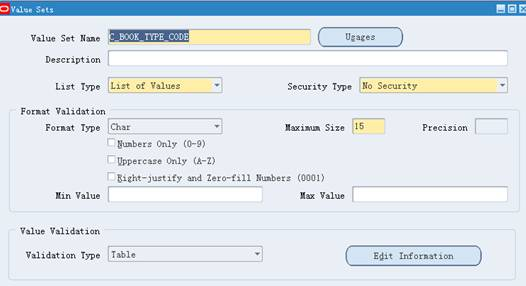 Value Sets
Value Set Name C_BOOK_TYPE_CODE Usages
Description
List Type List of Values Security Type No Security
Format Validation
Format Type Char Maximum Size 15 Precision
Numbers Only (0-9)
Uppercase Only (A-Z)
Right-justify and Zero-fill Numbers (0001)
Min Value Max Value
Value Validation
Validation Type Table Edit Information